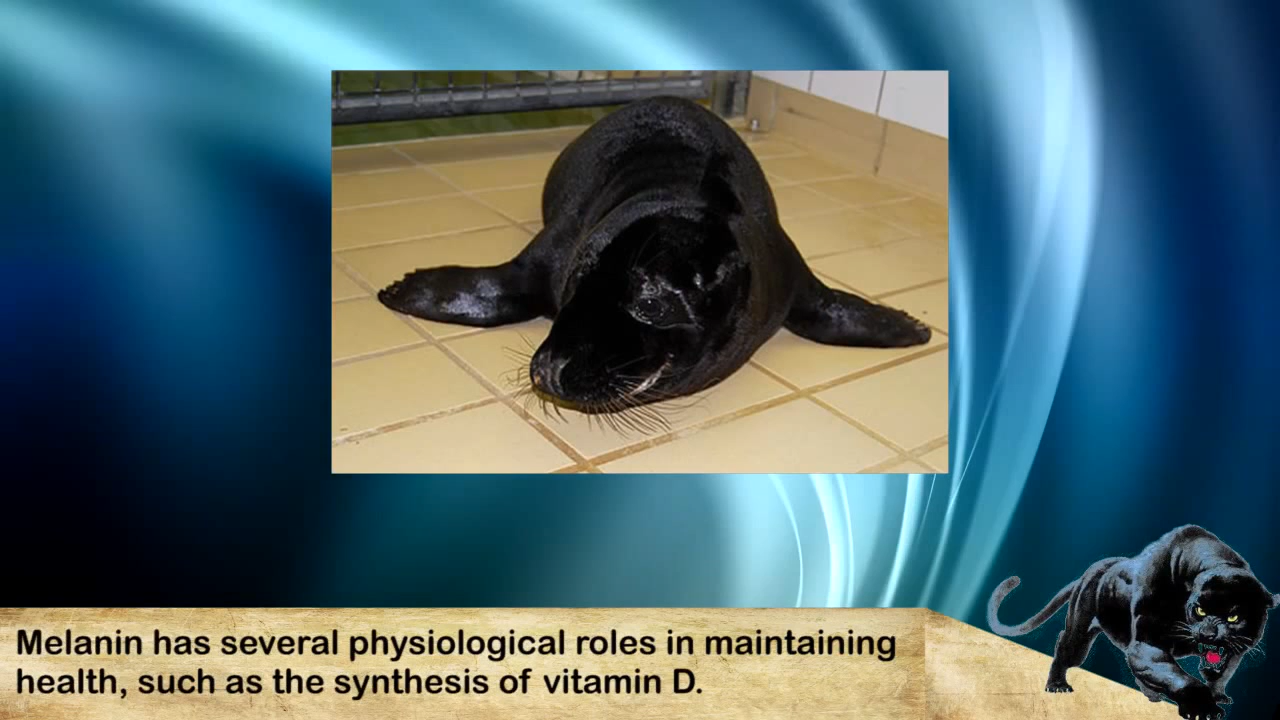 Melanin has several physiological roles in maintaining
health, such as the synthesis of vitamin D.